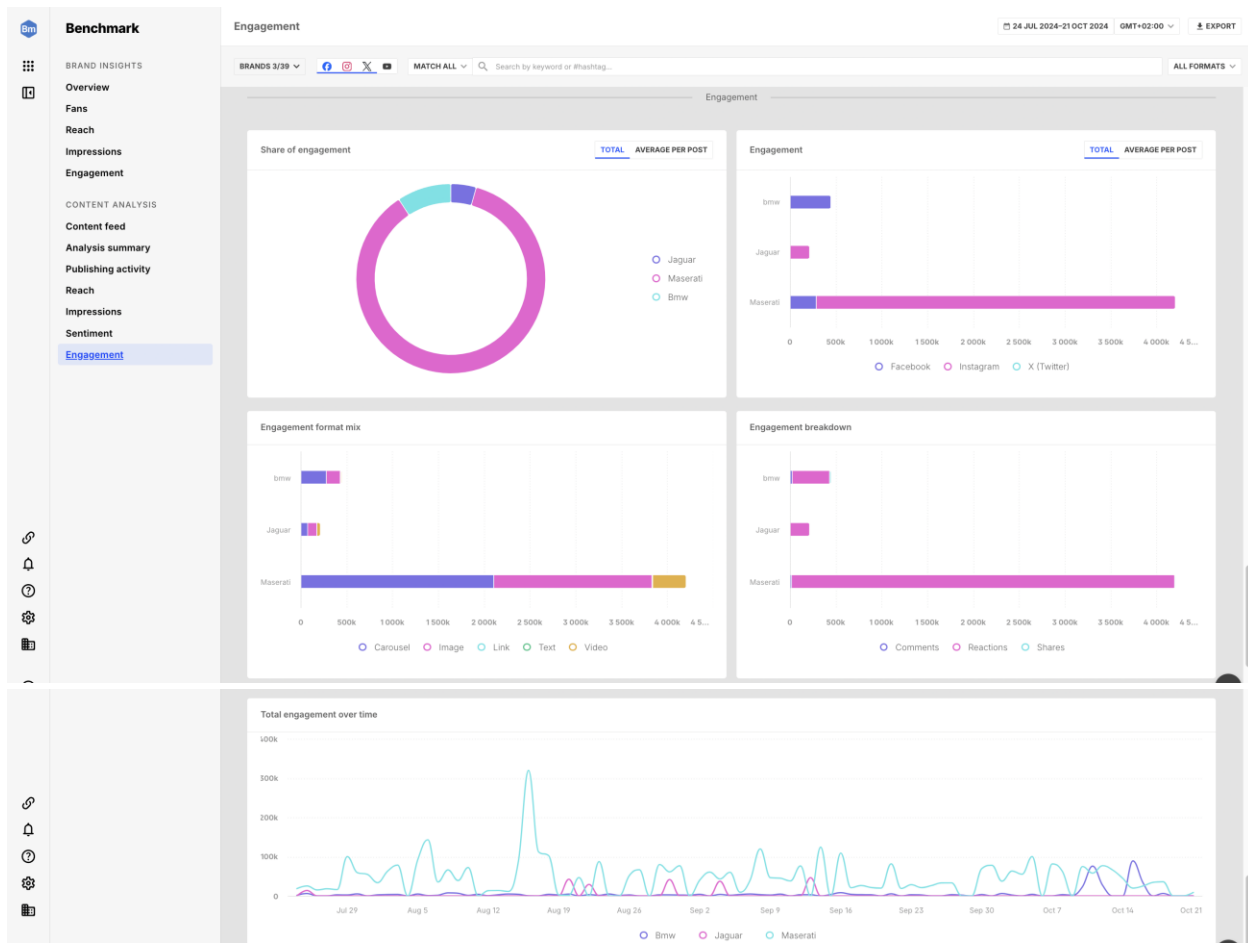 Bm
Benchmark
BRAND INSIGHTS
Overview
Fans
Reach
Impressions
Engagement
CONTENT ANALYSIS
Content feed
Analysis summary
Publishing activity
Reach
Impressions
Sentiment
Engagement
Engagement
24 JUL 2024–21 OCT 2024 GMT+02:00 EXPORT
BRANDS 3/39 MATCH ALL Search by keyword or #hashtag... ALL FORMATS
Engagement
Share of engagement TOTAL AVERAGE PER POST
Jaguar
Maserati
Bmw
Engagement TOTAL AVERAGE PER POST
bmw
Jaguar
Maserati
0 500k 1 000k 1 500k 2 000k 2 500k 3 000k 3 500k 4 000k 4 5...
Facebook Instagram X (Twitter)
Engagement format mix
bmw
Jaguar
Maserati
0 500k 1 000k 1 500k 2 000k 2 500k 3 000k 3 500k 4 000k 4 5...
Carousel Image Link Text Video
Engagement breakdown
bmw
Jaguar
Maserati
0 500k 1 000k 1 500k 2 000k 2 500k 3 000k 3 500k 4 000k 4 5...
Comments Reactions Shares
Total engagement over time
400k
300k
200k
100k
0
Jul 29 Aug 5 Aug 12 Aug 19 Aug 26 Sep 2 Sep 9 Sep 16 Sep 23 Sep 30 Oct 7 Oct 14 Oct 21
Bmw Jaguar Maserati